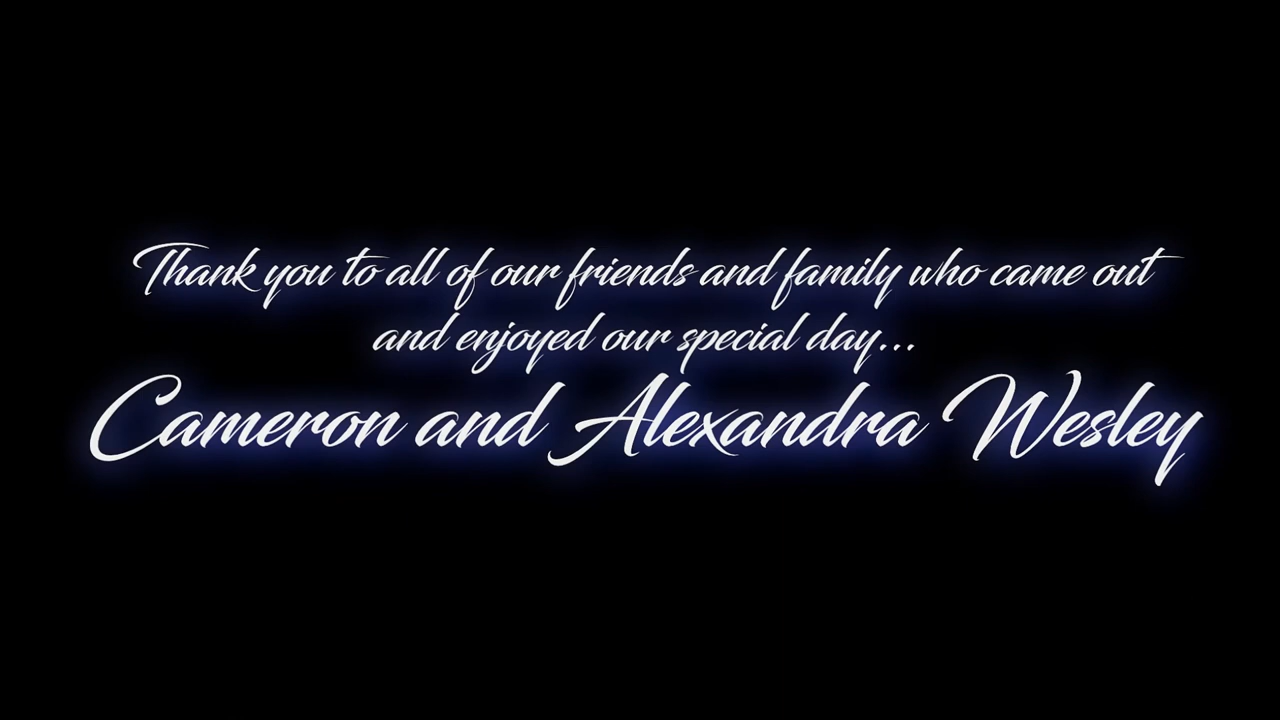 Thank you to all of our friends and family who came out
and enjoyed our special day...
Cameron and Alexandra Wesley